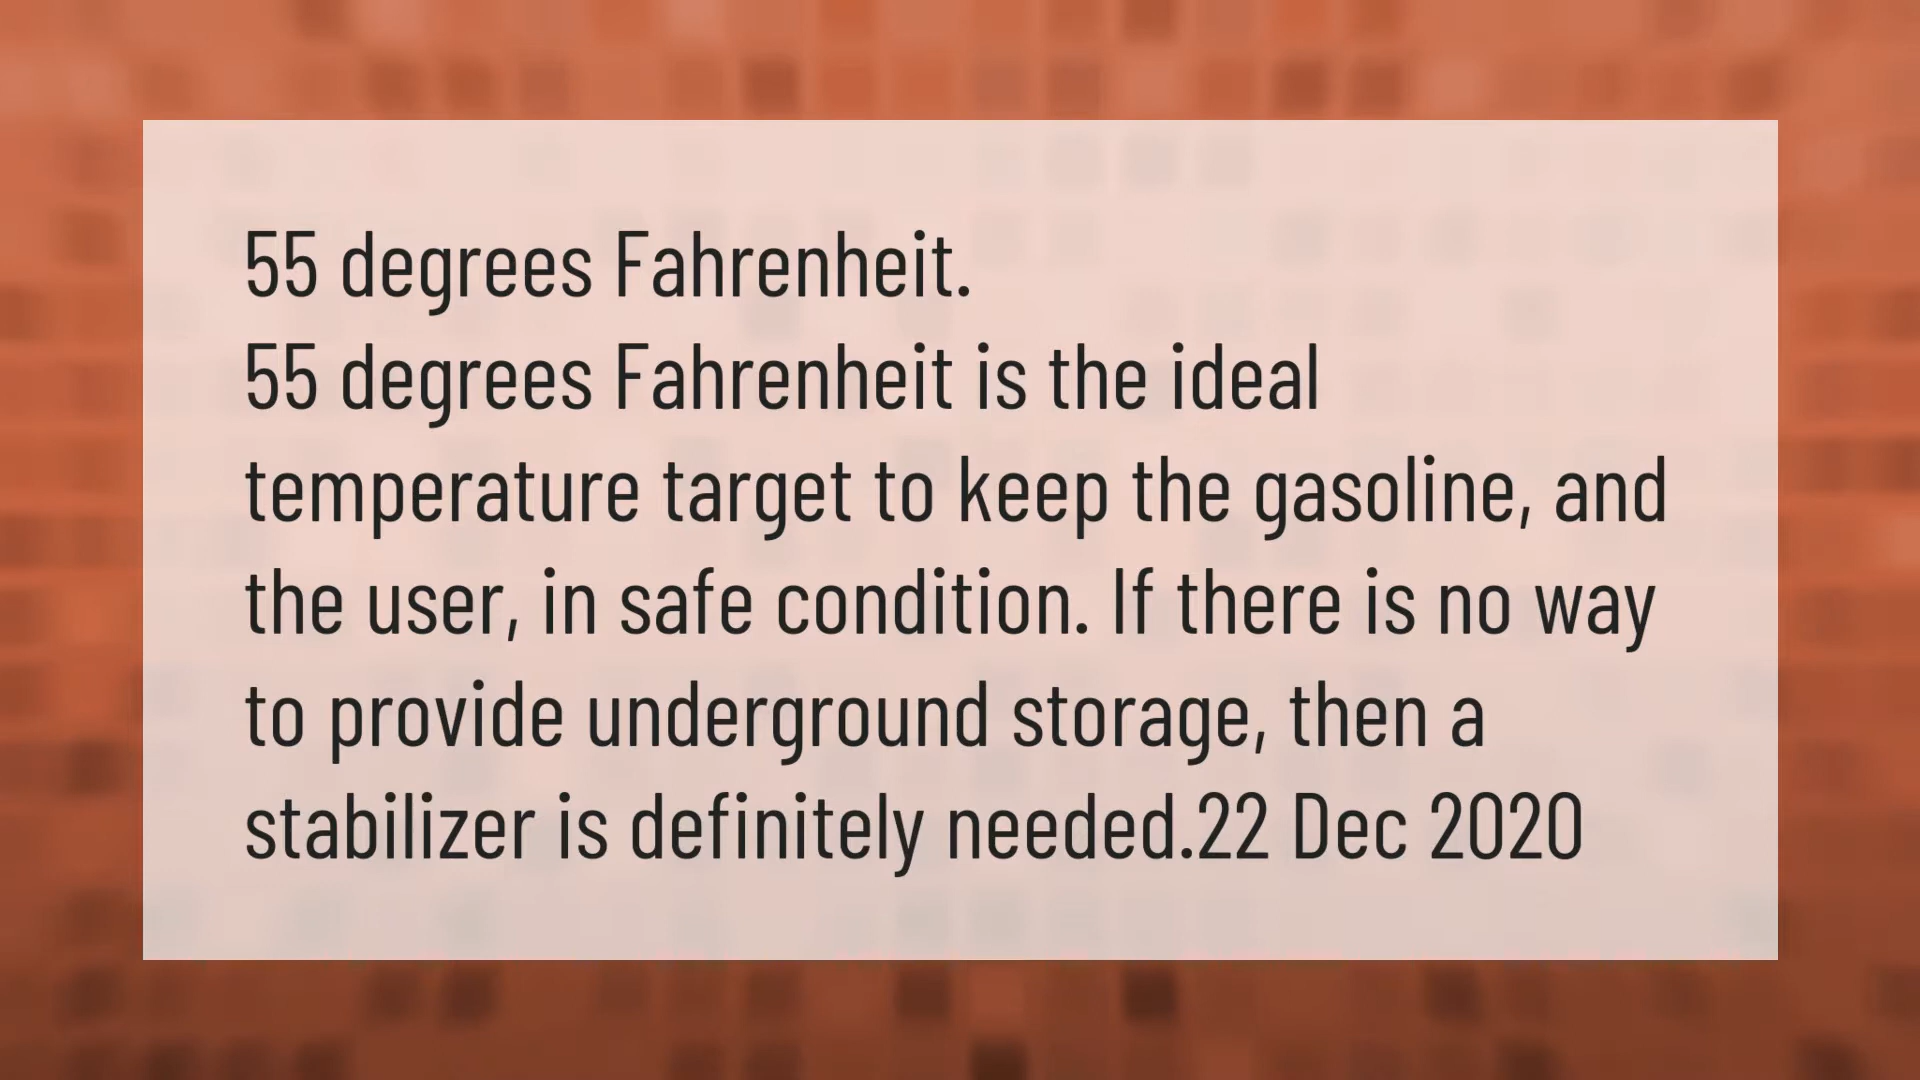 55 degrees Fahrenheit.
55 degrees Fahrenheit is the ideal
temperature target to keep the gasoline, and
the user, in safe condition. If there is no way
to provide underground storage, then a
stabilizer is definitely needed.22 Dec 2020